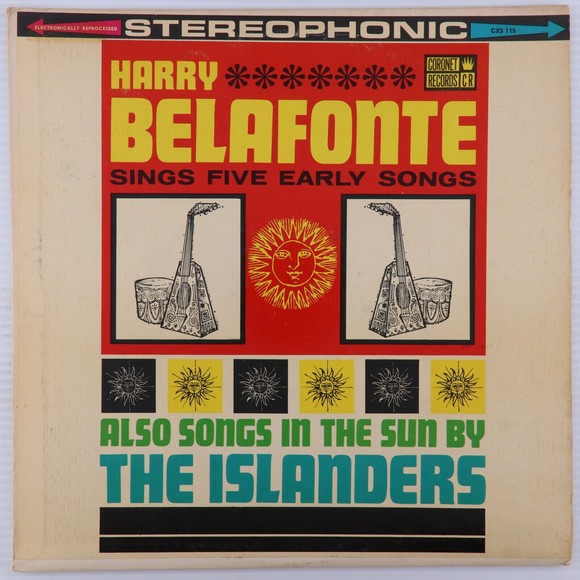 ELECTRONICALLY REPROCESSED
STEREOPHONIC
CXS 115
HARRY
CORONET
RECORDS CR
BELAFONTE
SINGS FIVE EARLY SONGS
ALSO SONGS IN THE SUN BY
THE ISLANDERS